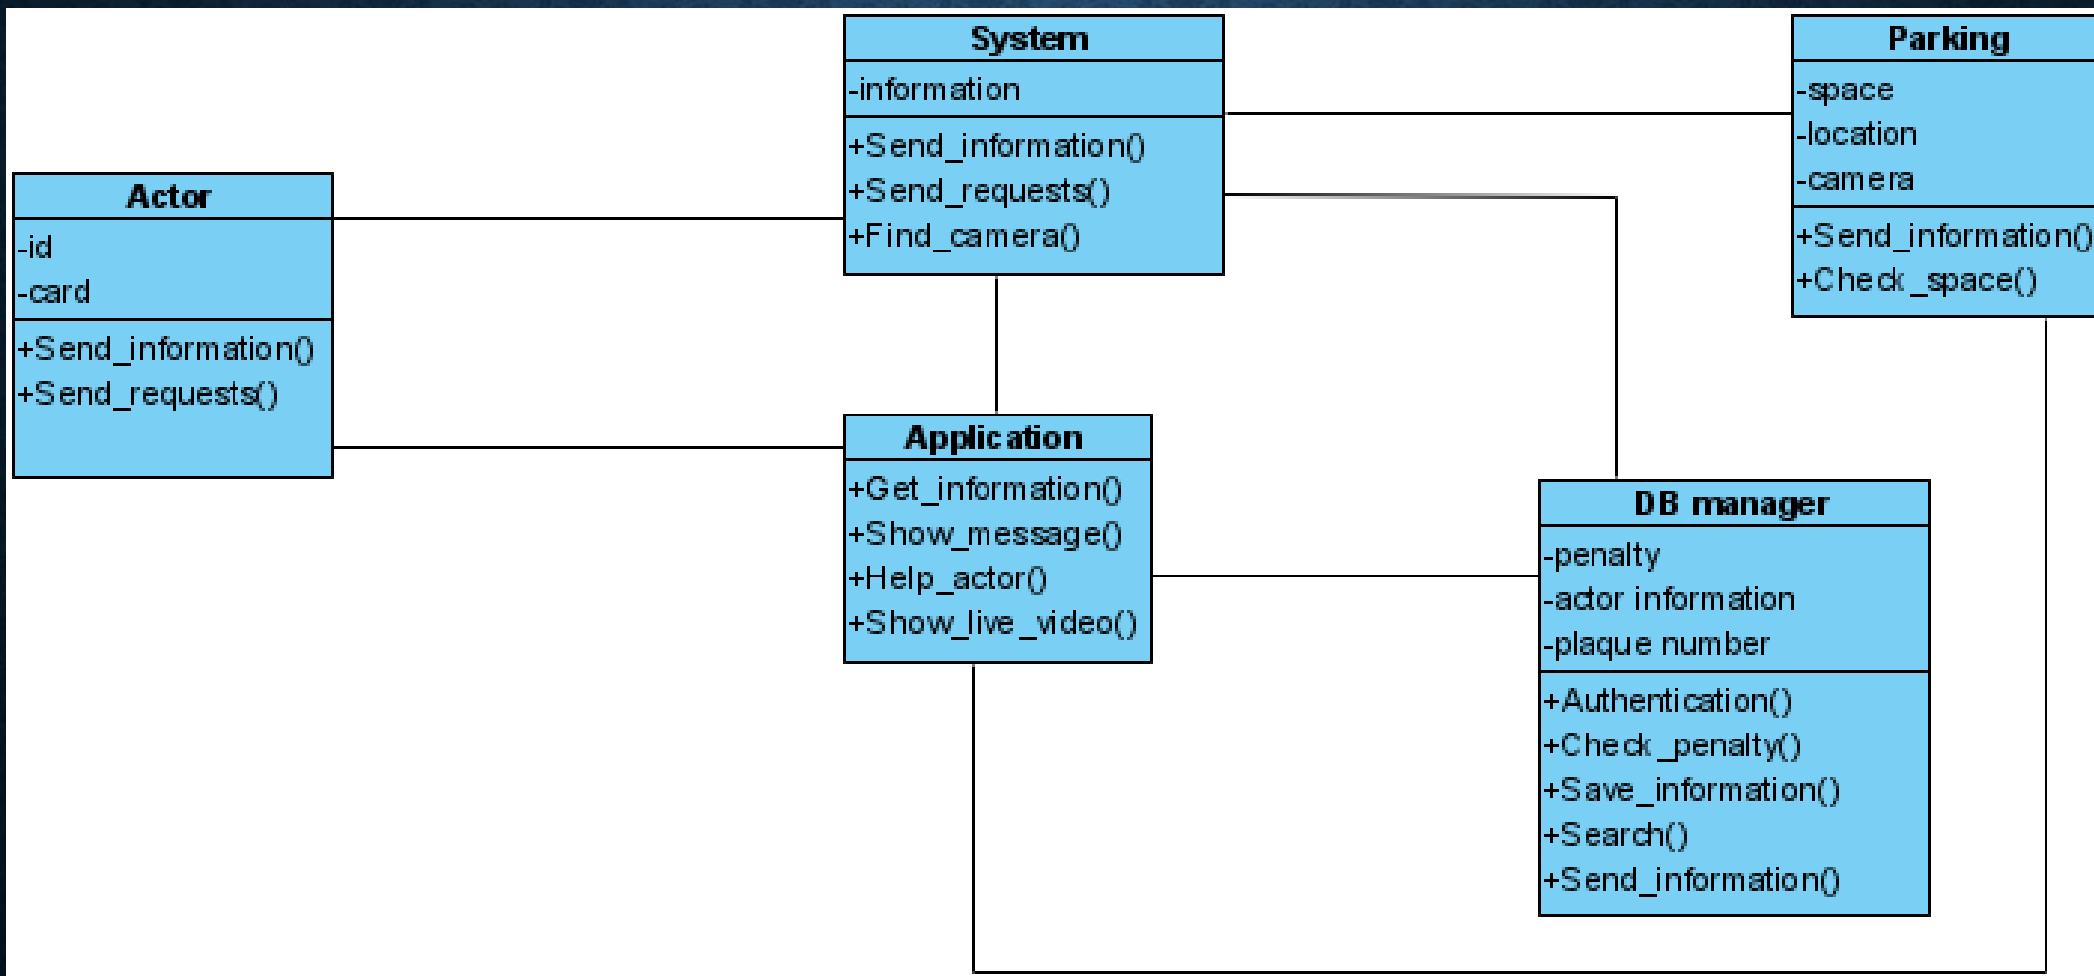 System
-information
+Send_information()
+Send_requests()
+Find_camera()
Parking
-space
-location
-camera
+Send_information()
+Check_space()
Actor
-id
-card
+Send_information()
+Send_requests()
Application
+Get_information()
+Show_message()
+Help_actor()
+Show_live_video()
DB manager
-penalty
-actor information
-plaque number
+Authentication()
+Check_penalty()
+Save_information()
+Search()
+Send_information()